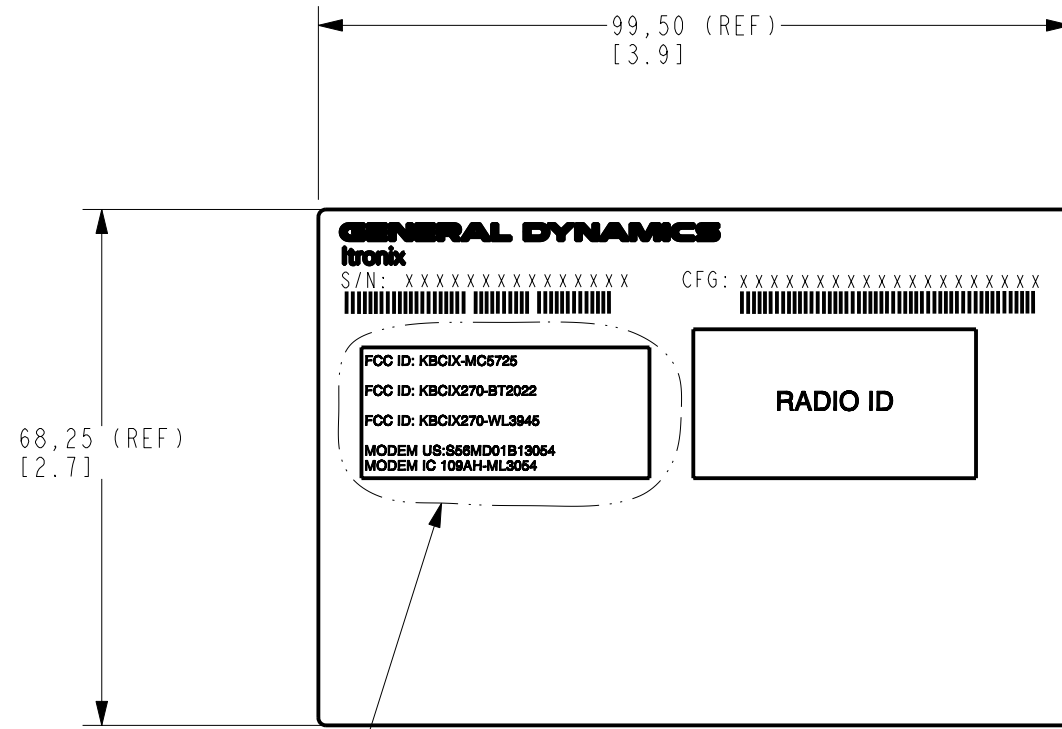 99,50 (REF)
[3.9]
GENERAL DYNAMICS
Itronix
S/N: XXXXXXXXXXXXXXX
CFG: XXXXXXXXXXXXXXXXXXXX
FCC ID: KBCIX-MC5725
FCC ID: KBCIX270-BT2022
FCC ID: KBCIX270-WL3945
MODEM US:S56MD01B13054
MODEM IC 109AH-ML3054
RADIO ID
68,25 (REF)
[2.7]